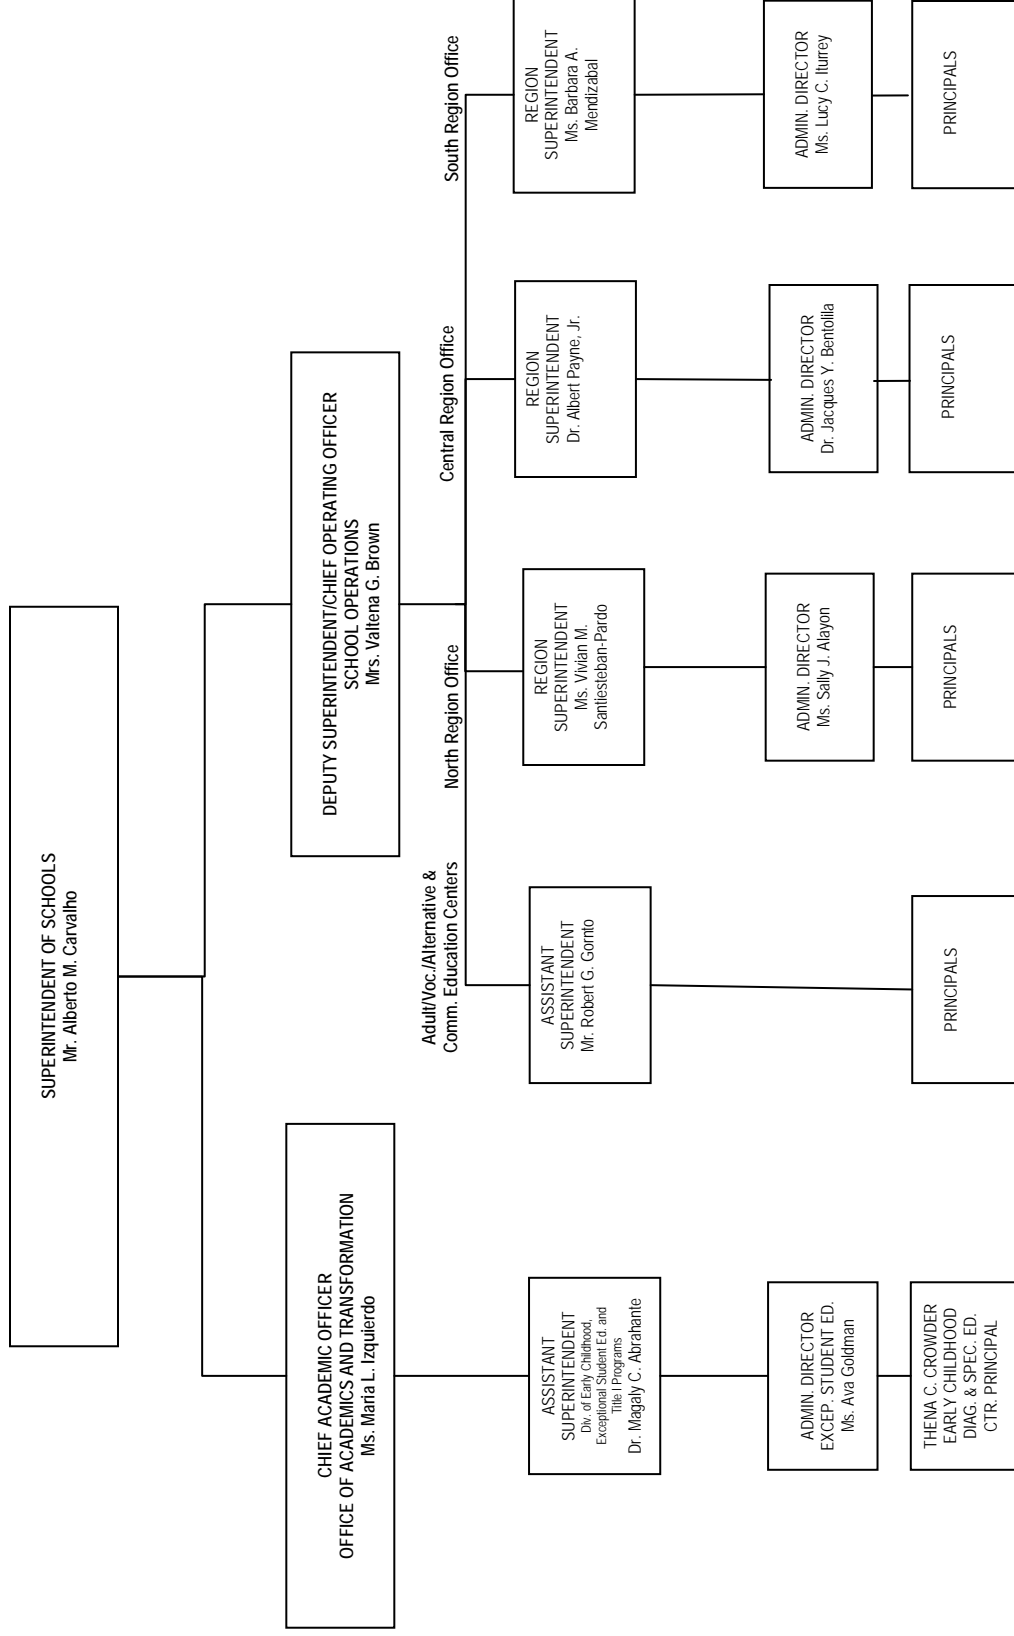 SUPERINTENDENT OF SCHOOLS
Mr. Alberto M. Carvalho
CHIEF ACADEMIC OFFICER
OFFICE OF ACADEMICS AND TRANSFORMATION
Ms. Maria L. Izquierdo
DEPUTY SUPERINTENDENT/CHIEF OPERATING OFFICER
SCHOOL OPERATIONS
Mrs. Valtena G. Brown
Adult/Voc./Alternative &
Comm. Education Centers
North Region Office
Central Region Office
South Region Office
ASSISTANT
SUPERINTENDENT
Div. of Early Childhood,
Exceptional Student Ed. and
Title I Programs
Dr. Magaly C. Abrahante
ASSISTANT
SUPERINTENDENT
Mr. Robert G. Gornto
REGION
SUPERINTENDENT
Ms. Vivian M.
Santiesteban-Pardo
REGION
SUPERINTENDENT
Dr. Albert Payne, Jr.
REGION
SUPERINTENDENT
Ms. Barbara A.
Mendizabal
ADMIN. DIRECTOR
EXCEP. STUDENT ED.
Ms. Ava Goldman
ADMIN. DIRECTOR
Ms. Sally J. Alayon
ADMIN. DIRECTOR
Dr. Jacques Y. Bentolila
ADMIN. DIRECTOR
Ms. Lucy C. Iturrey
THENA C. CROWDER
EARLY CHILDHOOD
DIAG. & SPEC. ED.
CTR. PRINCIPAL
PRINCIPALS
PRINCIPALS
PRINCIPALS
PRINCIPALS